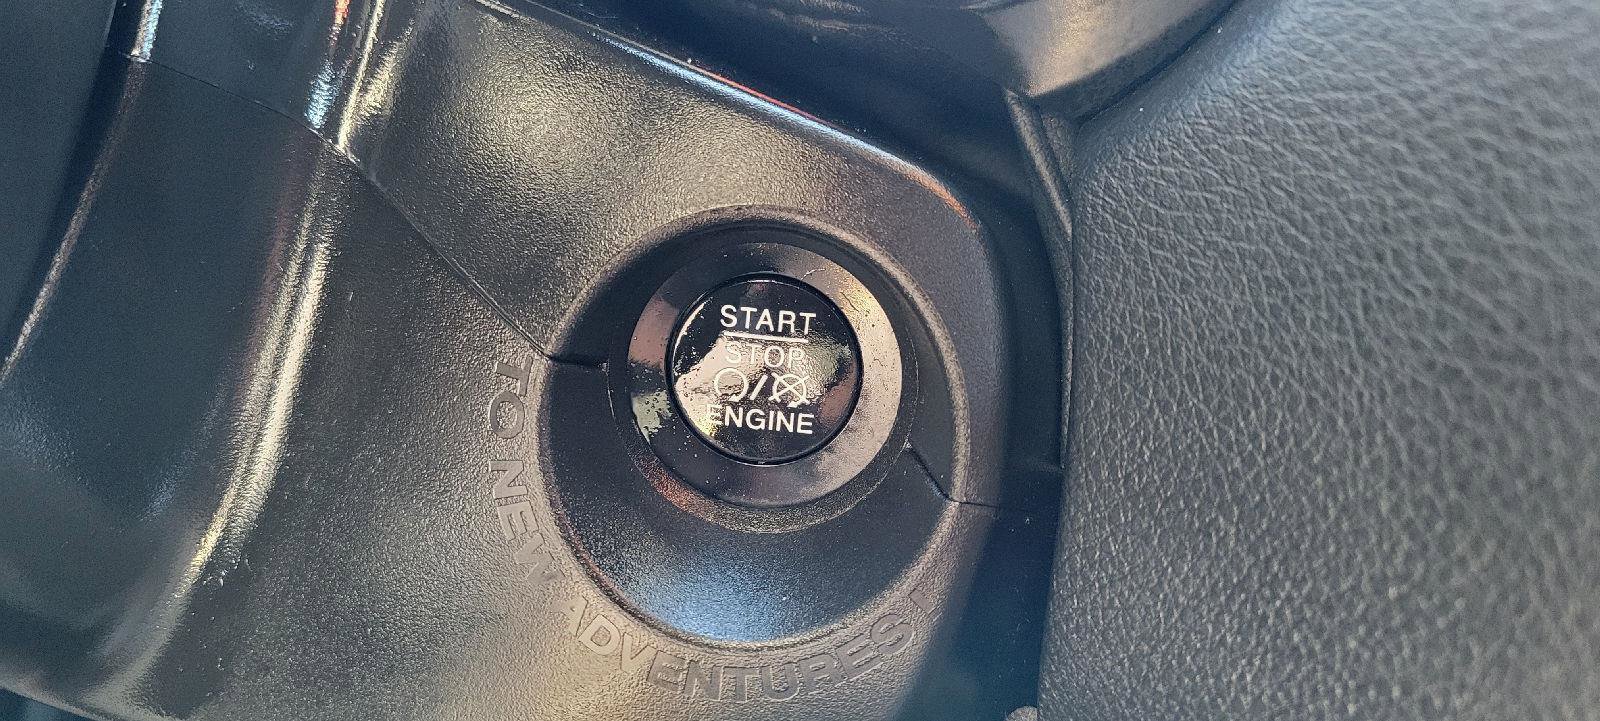 START
STOP
ENGINE
TO NEW ADVENTURES !